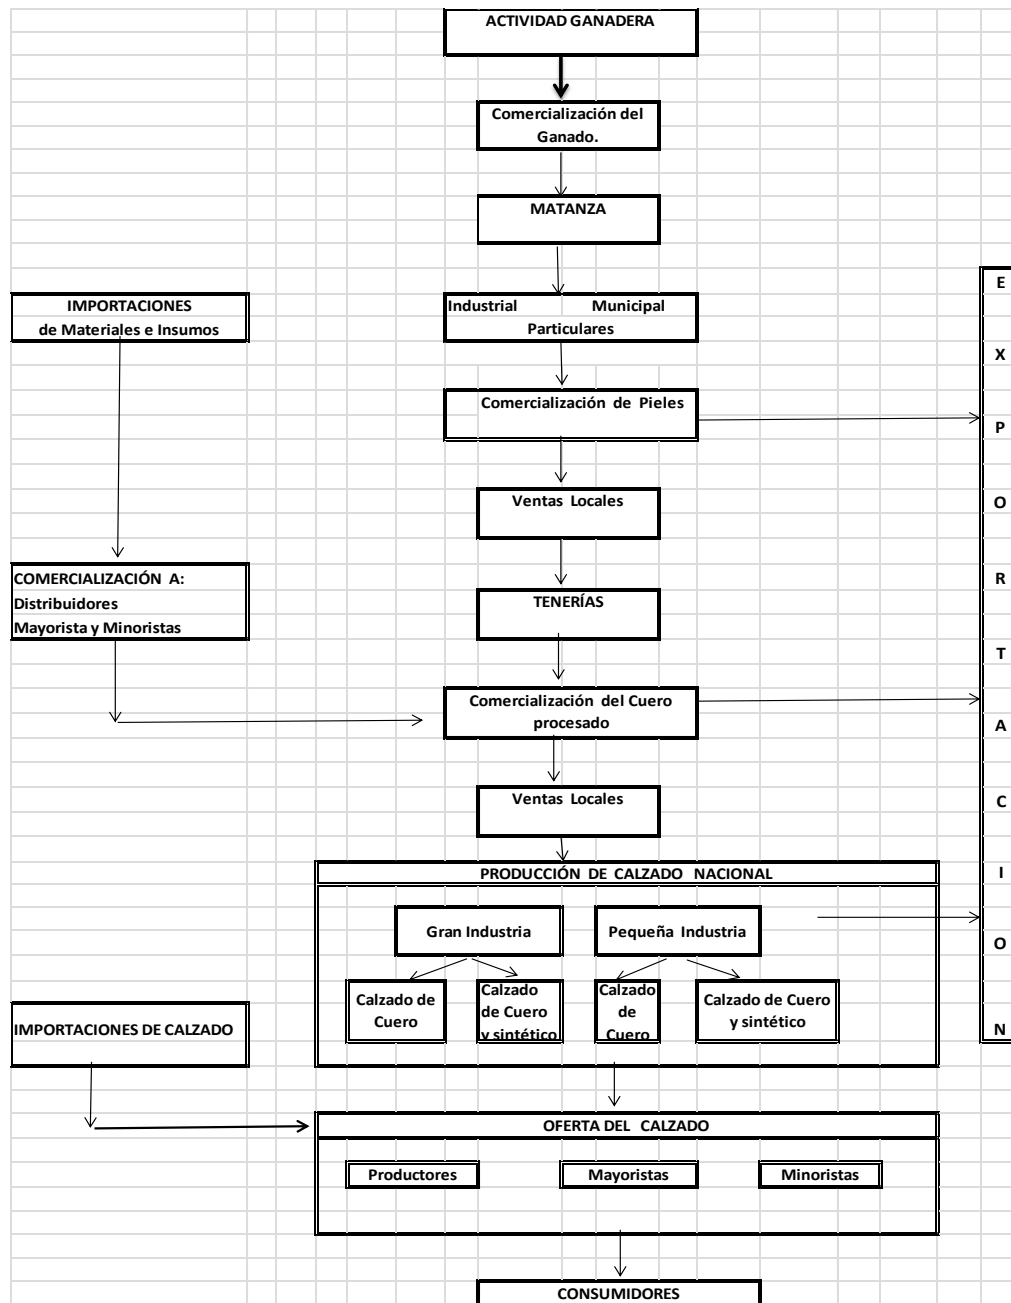 ACTIVIDAD GANADERA
Comercialización del
Ganado.
MATANZA
Industrial Municipal
Particulares
IMPORTACIONES
de Materiales e Insumos
Comercialización de Pieles
Ventas Locales
COMERCIALIZACIÓN A:
Distribuidores
Mayorista y Minoristas
TENERÍAS
Comercialización del Cuero
procesado
Ventas Locales
PRODUCCIÓN DE CALZADO NACIONAL
Gran Industria
Pequeña Industria
Calzado de
Cuero
Calzado
de Cuero
y sintético
Calzado
de
Cuero
Calzado de Cuero
y sintético
IMPORTACIONES DE CALZADO
OFERTA DEL CALZADO
Productores
Mayoristas
Minoristas
CONSUMIDORES
E
X
P
O
R
T
A
C
I
O
N